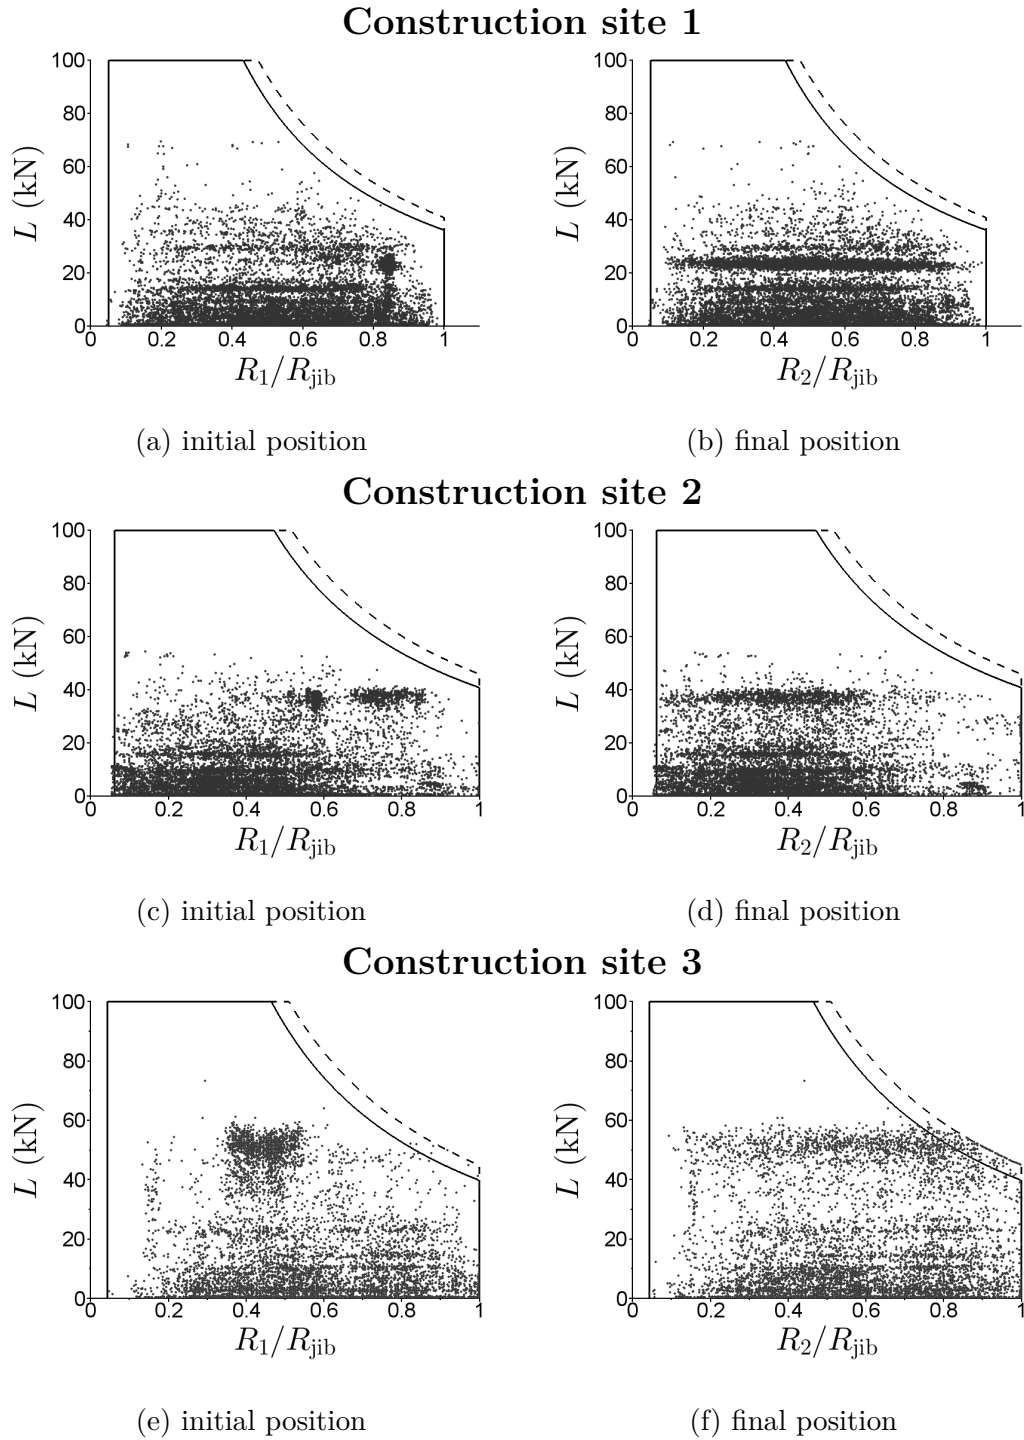 Construction site 1
100
80
60
40
20
0
L (kN)
0 0.2 0.4 0.6 0.8 1
R₁/R_jib
(a) initial position
100
80
60
40
20
0
L (kN)
0 0.2 0.4 0.6 0.8 1
R₂/R_jib
(b) final position
Construction site 2
100
80
60
40
20
0
L (kN)
0 0.2 0.4 0.6 0.8 1
R₁/R_jib
(c) initial position
100
80
60
40
20
0
L (kN)
0 0.2 0.4 0.6 0.8 1
R₂/R_jib
(d) final position
Construction site 3
100
80
60
40
20
0
L (kN)
0 0.2 0.4 0.6 0.8 1
R₁/R_jib
(e) initial position
100
80
60
40
20
0
L (kN)
0 0.2 0.4 0.6 0.8 1
R₂/R_jib
(f) final position